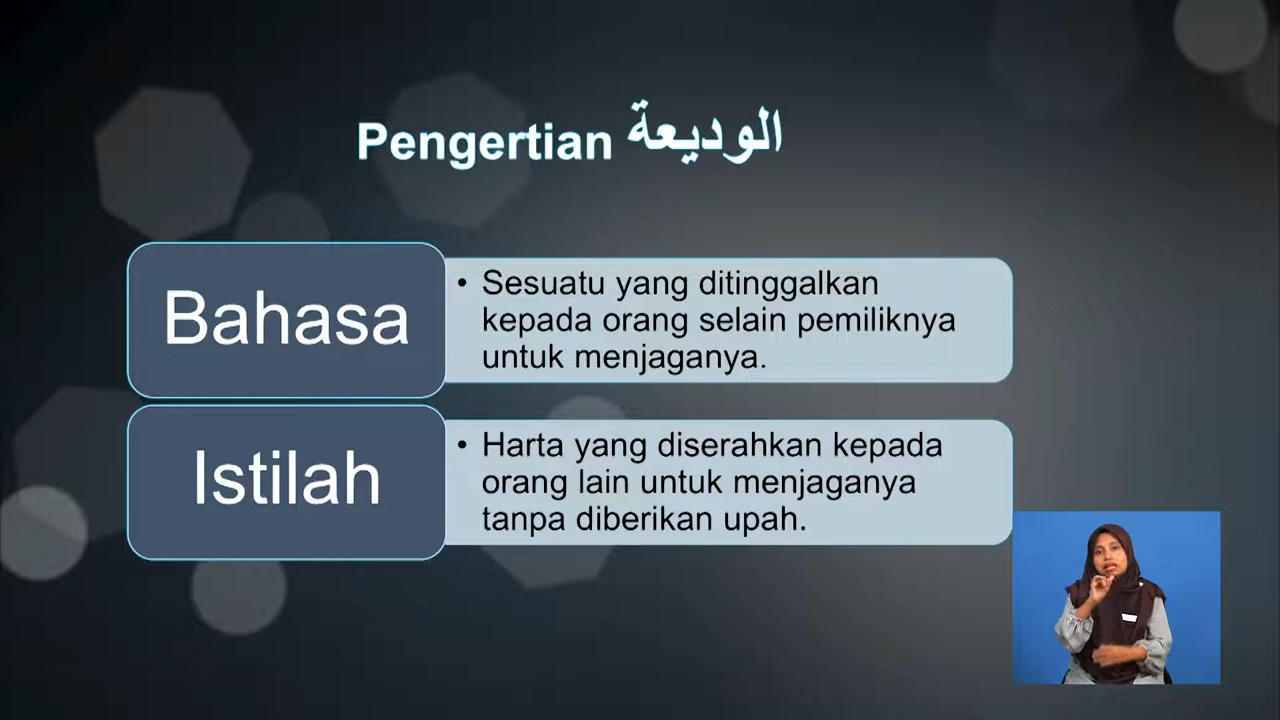 Pengertian الوديعة
Bahasa
• Sesuatu yang ditinggalkan
kepada orang selain pemiliknya
untuk menjaganya.
Istilah
• Harta yang diserahkan kepada
orang lain untuk menjaganya
tanpa diberikan upah.